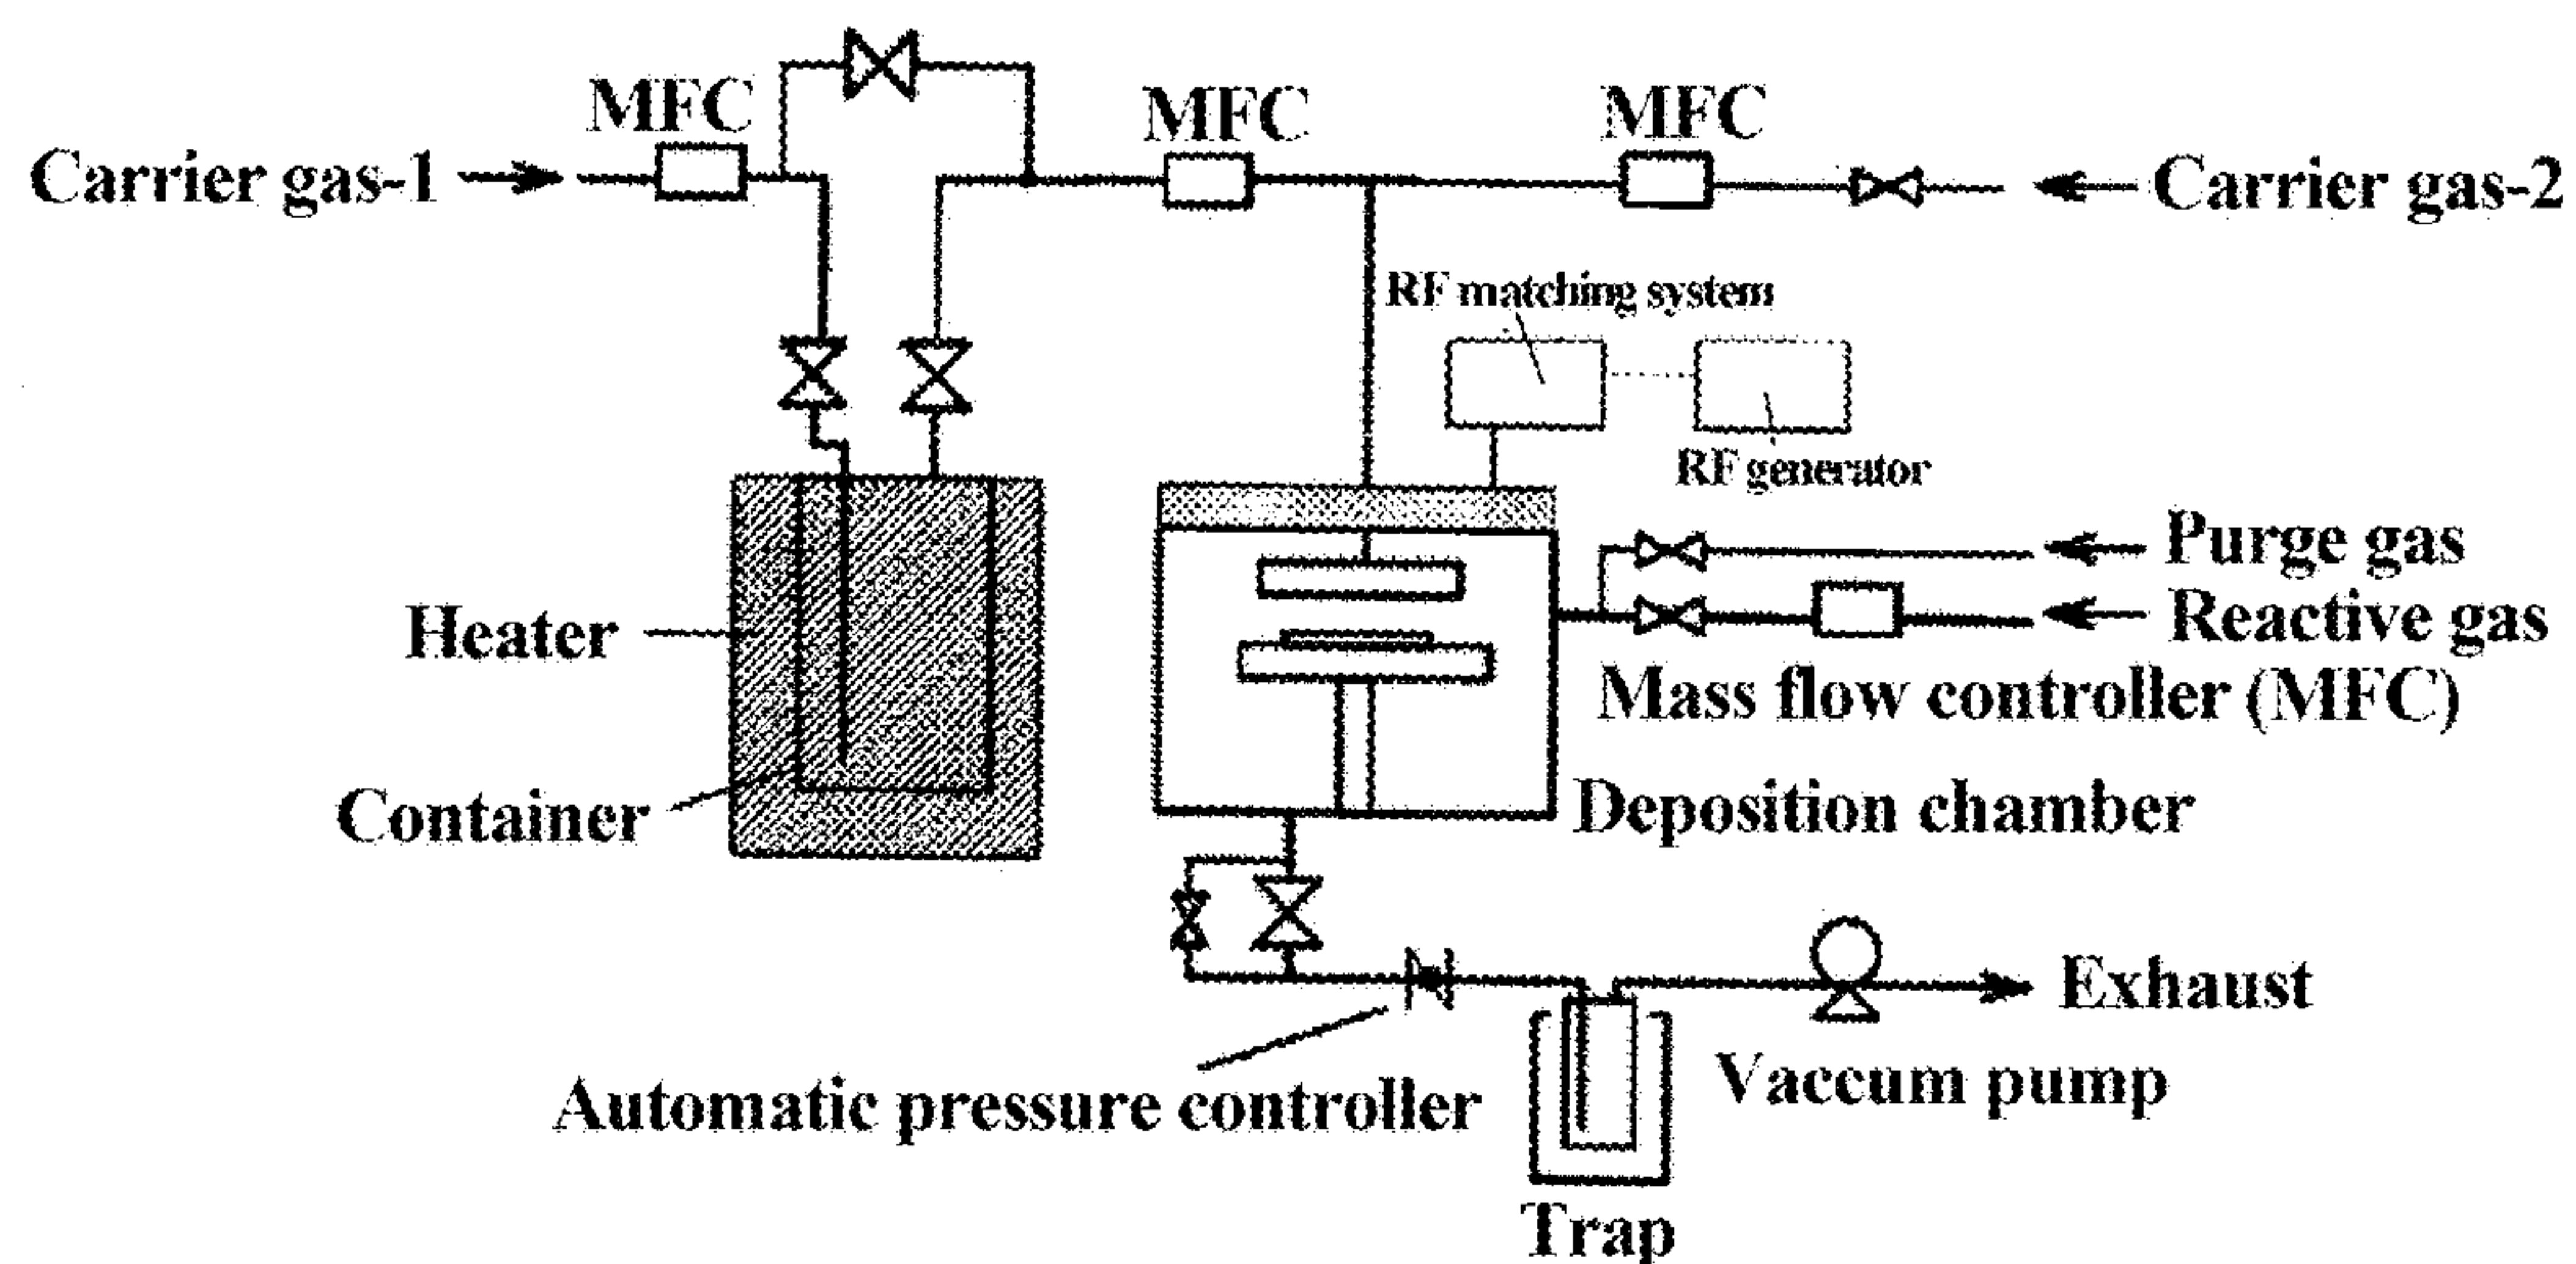 MFC
MFC
MFC
Carrier gas-1
Carrier gas-2
RF matching system
RF generator
Purge gas
Reactive gas
Heater
Mass flow controller (MFC)
Container
Deposition chamber
Exhaust
Automatic pressure controller
Vaccum pump
Trap